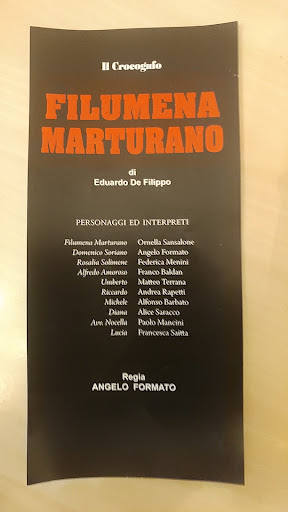 Il Crocogufo
FILUMENA
MARTURANO
di
Eduardo De Filippo
PERSONAGGI ED INTERPRETI
Filumena Marturano Ornella Sansalone
Domenico Soriano Angelo Formato
Rosalia Solimene Federica Menini
Alfredo Amoroso Franco Baldan
Umberto Matteo Terrana
Riccardo Andrea Rapetti
Michele Alfonso Barbato
Diana Alice Saracco
Avv. Nocella Paolo Mancini
Lucia Francesca Saitta
Regia
ANGELO FORMATO